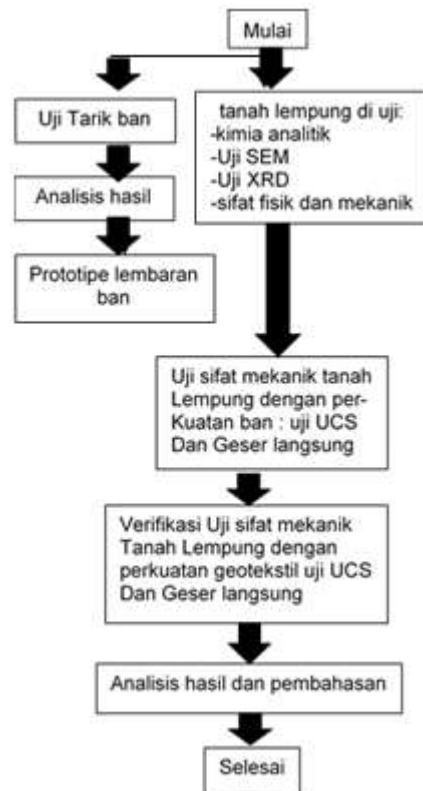 Mulai
Uji Tarik ban
Analisis hasil
Prototipe lembaran
ban
tanah lempung di uji:
-kimia analitik
-Uji SEM
-Uji XRD
-sifat fisik dan mekanik
Uji sifat mekanik tanah
Lempung dengan per-
Kuatan ban : uji UCS
Dan Geser langsung
Verifikasi Uji sifat mekanik
Tanah Lempung dengan
perkuatan geotekstil uji UCS
Dan Geser langsung
Analisis hasil dan pembahasan
Selesai